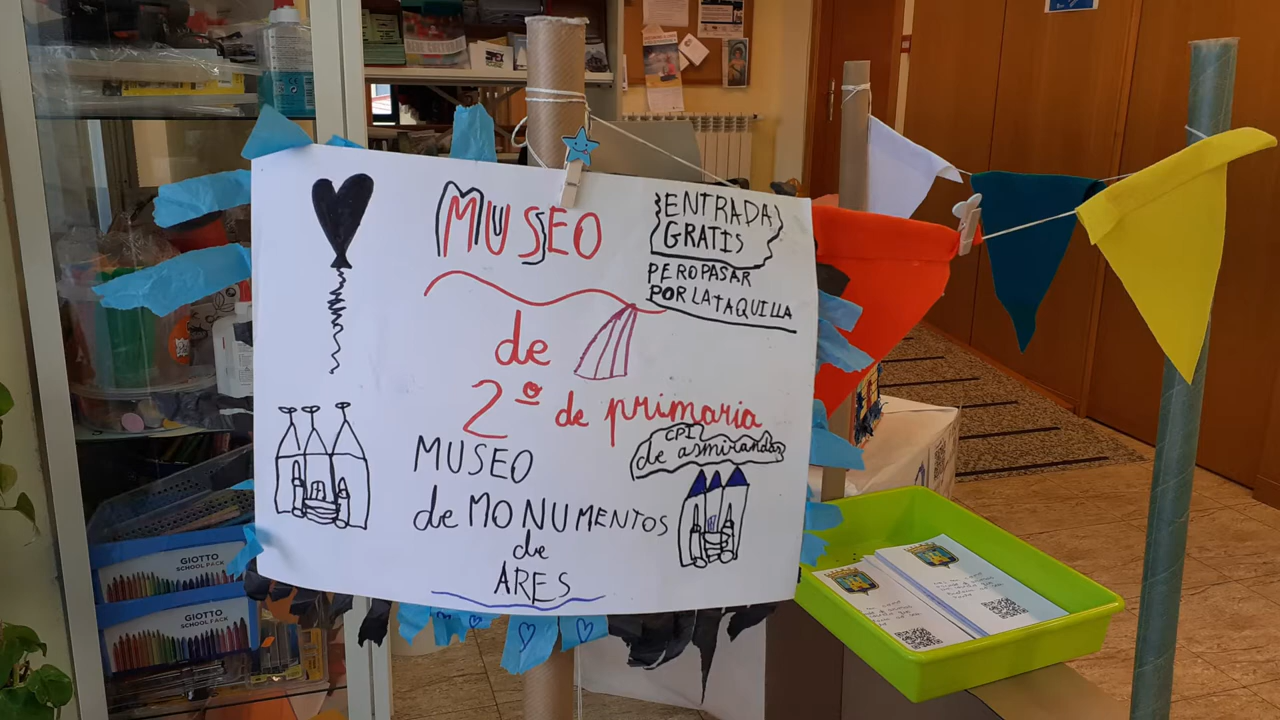 MUSEO
ENTRADA
GRATIS
PERO PASAR
POR LA TAQUILLA
de
2º de primaria
CPI
de asmirandas
MUSEO
de MONUMENTOS
de
ARES
GIOTTO
SCHOOL PACK
GIOTTO
SCHOOL PACK